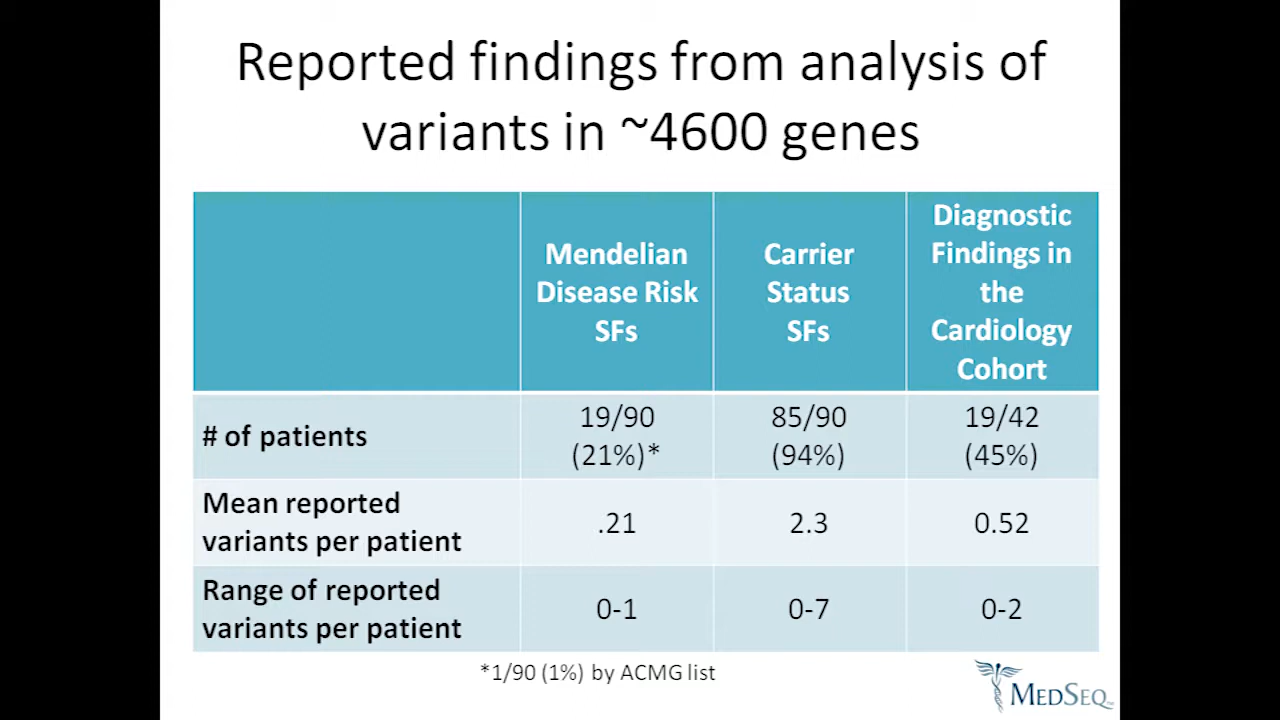 Reported findings from analysis of
variants in ~4600 genes
Mendelian
Disease Risk
SFs
Carrier
Status
SFs
Diagnostic
Findings in
the
Cardiology
Cohort
# of patients
19/90
(21%)*
85/90
(94%)
19/42
(45%)
Mean reported
variants per patient
.21
2.3
0.52
Range of reported
variants per patient
0-1
0-7
0-2
*1/90 (1%) by ACMG list
MEDSEQ™